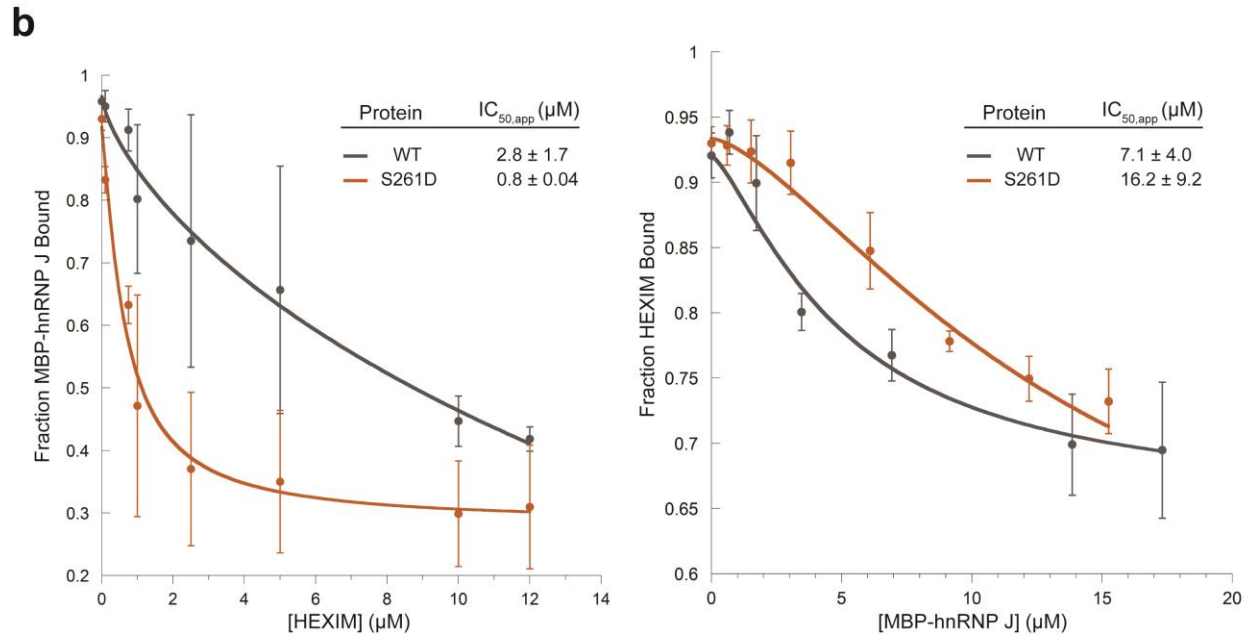 b
Protein IC50,app (μM)
WT 2.8 ± 1.7
S261D 0.8 ± 0.04
Fraction MBP-hnRNP J Bound
1
0.9
0.8
0.7
0.6
0.5
0.4
0.3
0.2
0 2 4 6 8 10 12 14
[HEXIM] (μM)
Protein IC50,app (μM)
WT 7.1 ± 4.0
S261D 16.2 ± 9.2
Fraction HEXIM Bound
1
0.95
0.9
0.85
0.8
0.75
0.7
0.65
0.6
0 5 10 15 20
[MBP-hnRNP J] (μM)